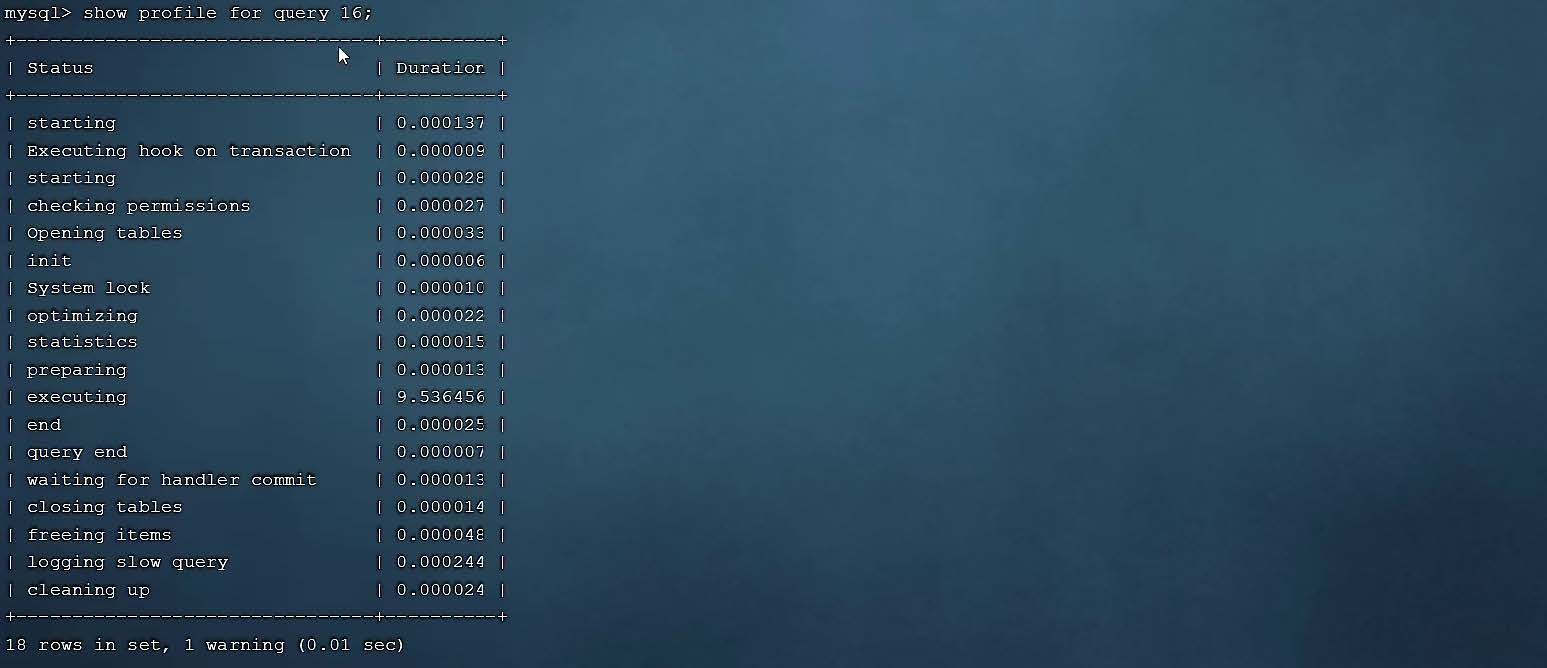 mysql> show profile for query 16;
+--------------------------------+----------+
| Status                         | Duration |
+--------------------------------+----------+
| starting                       | 0.000137 |
| Executing hook on transaction  | 0.000009 |
| starting                       | 0.000028 |
| checking permissions           | 0.000027 |
| Opening tables                 | 0.000033 |
| init                           | 0.000006 |
| System lock                    | 0.000010 |
| optimizing                     | 0.000022 |
| statistics                     | 0.000015 |
| preparing                      | 0.000013 |
| executing                      | 9.536456 |
| end                            | 0.000025 |
| query end                      | 0.000007 |
| waiting for handler commit     | 0.000013 |
| closing tables                 | 0.000014 |
| freeing items                  | 0.000048 |
| logging slow query             | 0.000244 |
| cleaning up                    | 0.000024 |
+--------------------------------+----------+
18 rows in set, 1 warning (0.01 sec)